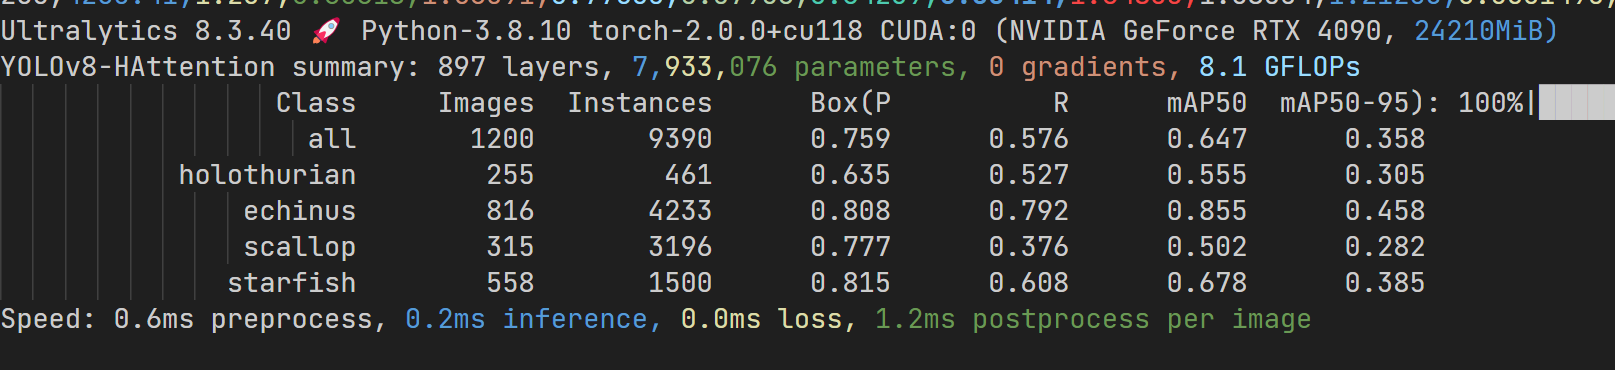 Ultralytics 8.3.40 🚀 Python-3.8.10 torch-2.0.0+cu118 CUDA:0 (NVIDIA GeForce RTX 4090, 24210MiB)
YOLOv8-HAttention summary: 897 layers, 7,933,076 parameters, 0 gradients, 8.1 GFLOPs
Class Images Instances Box(P R mAP50 mAP50-95): 100%|
all 1200 9390 0.759 0.576 0.647 0.358
holothurian 255 461 0.635 0.527 0.555 0.305
echinus 816 4233 0.808 0.792 0.855 0.458
scallop 315 3196 0.777 0.376 0.502 0.282
starfish 558 1500 0.815 0.608 0.678 0.385
Speed: 0.6ms preprocess, 0.2ms inference, 0.0ms loss, 1.2ms postprocess per image